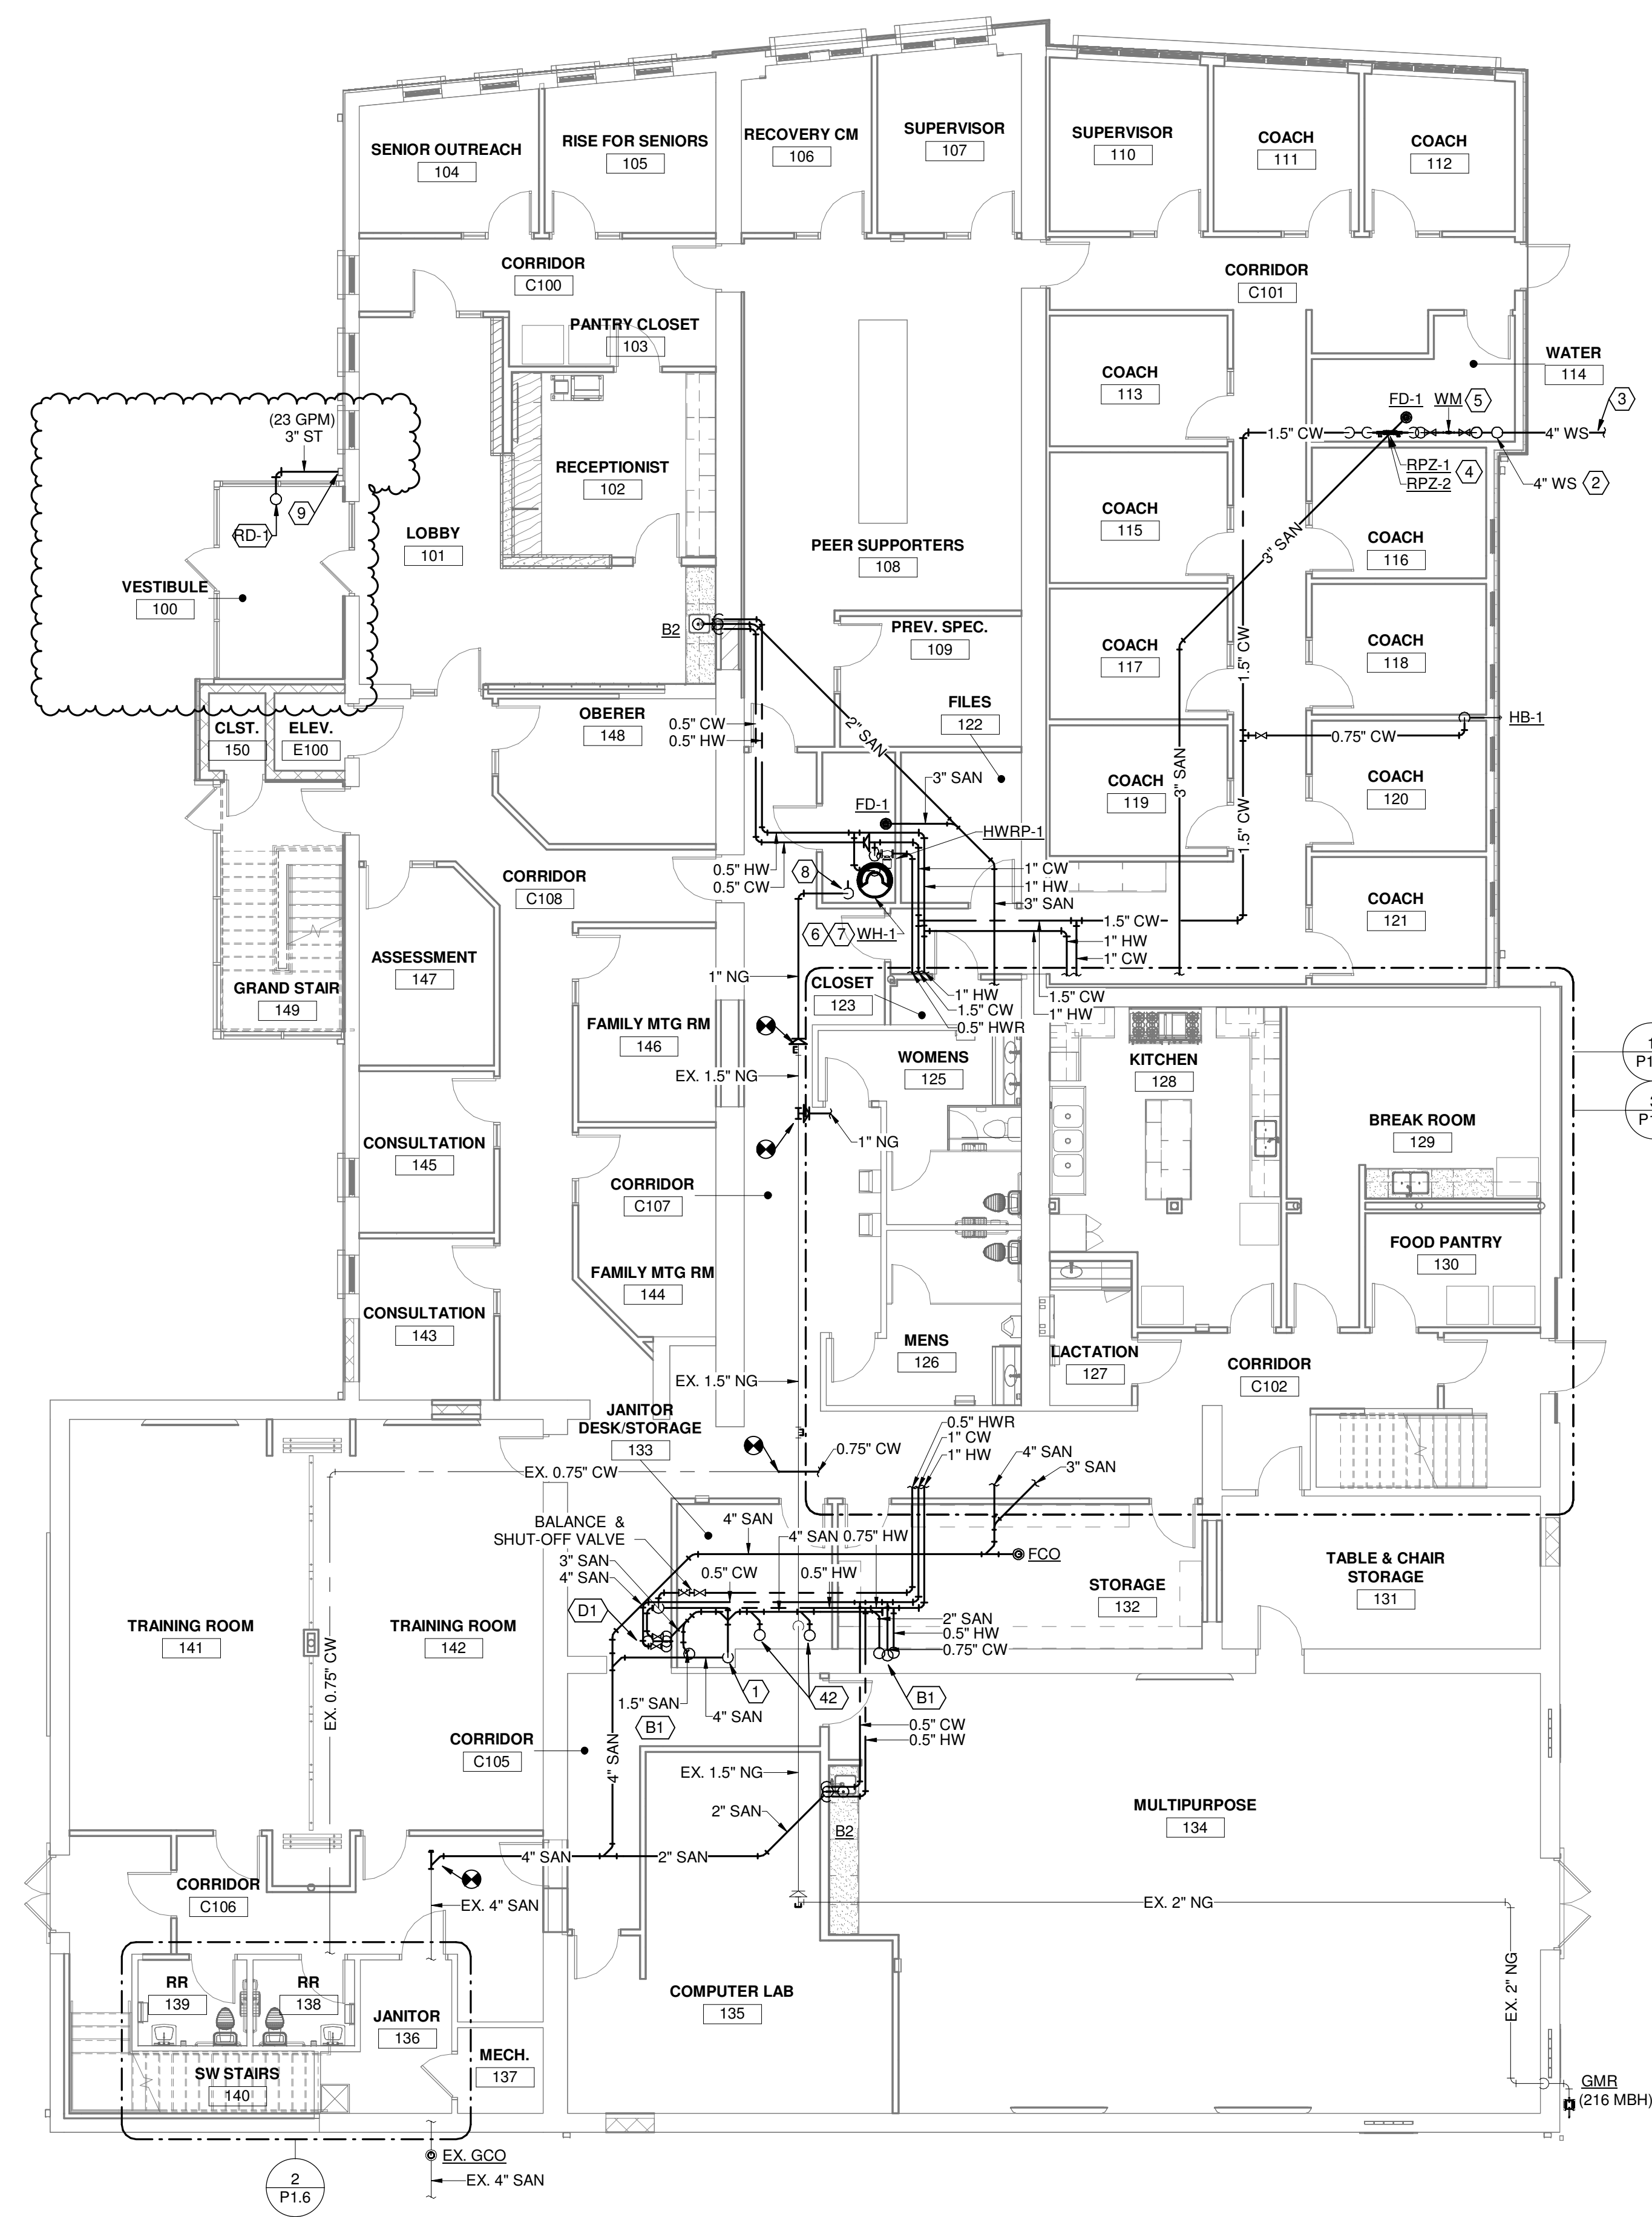 SENIOR OUTREACH
104
RISE FOR SENIORS
105
RECOVERY CM
106
SUPERVISOR
107
SUPERVISOR
110
COACH
111
COACH
112
CORRIDOR
C100
CORRIDOR
C101
PANTRY CLOSET
103
COACH
113
WATER
114
FD-1
WM
5
3
1.5" CW
4" WS
RPZ-1
RPZ-2
4
4" WS
2
(23 GPM)
3" ST
RD-1
9
RECEPTIONIST
102
LOBBY
101
VESTIBULE
100
PEER SUPPORTERS
108
COACH
115
COACH
116
3" SAN
B2
PREV. SPEC.
109
COACH
117
COACH
118
1.5" CW
CLST.
150
ELEV.
E100
OBERER
148
0.5" CW
0.5" HW
2" SAN
FILES
122
HB-1
0.75" CW
3" SAN
COACH
119
3" SAN
COACH
120
FD-1
HWRP-1
1.5" CW
0.5" HW
0.5" CW
8
1" CW
1" HW
3" SAN
CORRIDOR
C108
COACH
121
6
7
WH-1
1.5" CW
1" HW
1" CW
ASSESSMENT
147
1" NG
GRAND STAIR
149
CLOSET
123
1" HW
1.5" CW
0.5" HWR
1.5" CW
1" HW
FAMILY MTG RM
146
EX. 1.5" NG
WOMENS
125
KITCHEN
128
1
P1
3
P1
BREAK ROOM
129
1" NG
CONSULTATION
145
CORRIDOR
C107
FOOD PANTRY
130
FAMILY MTG RM
144
CONSULTATION
143
MENS
126
LACTATION
127
CORRIDOR
C102
EX. 1.5" NG
JANITOR
DESK/STORAGE
133
0.5" HWR
1" CW
1" HW
4" SAN
3" SAN
0.75" CW
EX. 0.75" CW
BALANCE &
SHUT-OFF VALVE
4" SAN
4" SAN
0.75" HW
3" SAN
4" SAN
0.5" CW
0.5" HW
FCO
STORAGE
132
TABLE & CHAIR
STORAGE
131
D1
TRAINING ROOM
141
TRAINING ROOM
142
EX. 0.75" CW
2" SAN
0.5" HW
0.75" CW
1.5" SAN
B1
1
4" SAN
42
B1
0.5" CW
0.5" HW
CORRIDOR
C105
4" SAN
EX. 1.5" NG
2" SAN
B2
MULTIPURPOSE
134
4" SAN
2" SAN
CORRIDOR
C106
EX. 4" SAN
EX. 2" NG
EX. 2" NG
RR
139
RR
138
JANITOR
136
COMPUTER LAB
135
SW STAIRS
140
MECH.
137
GMR
(216 MBH)
EX. GCO
EX. 4" SAN
2
P1.6